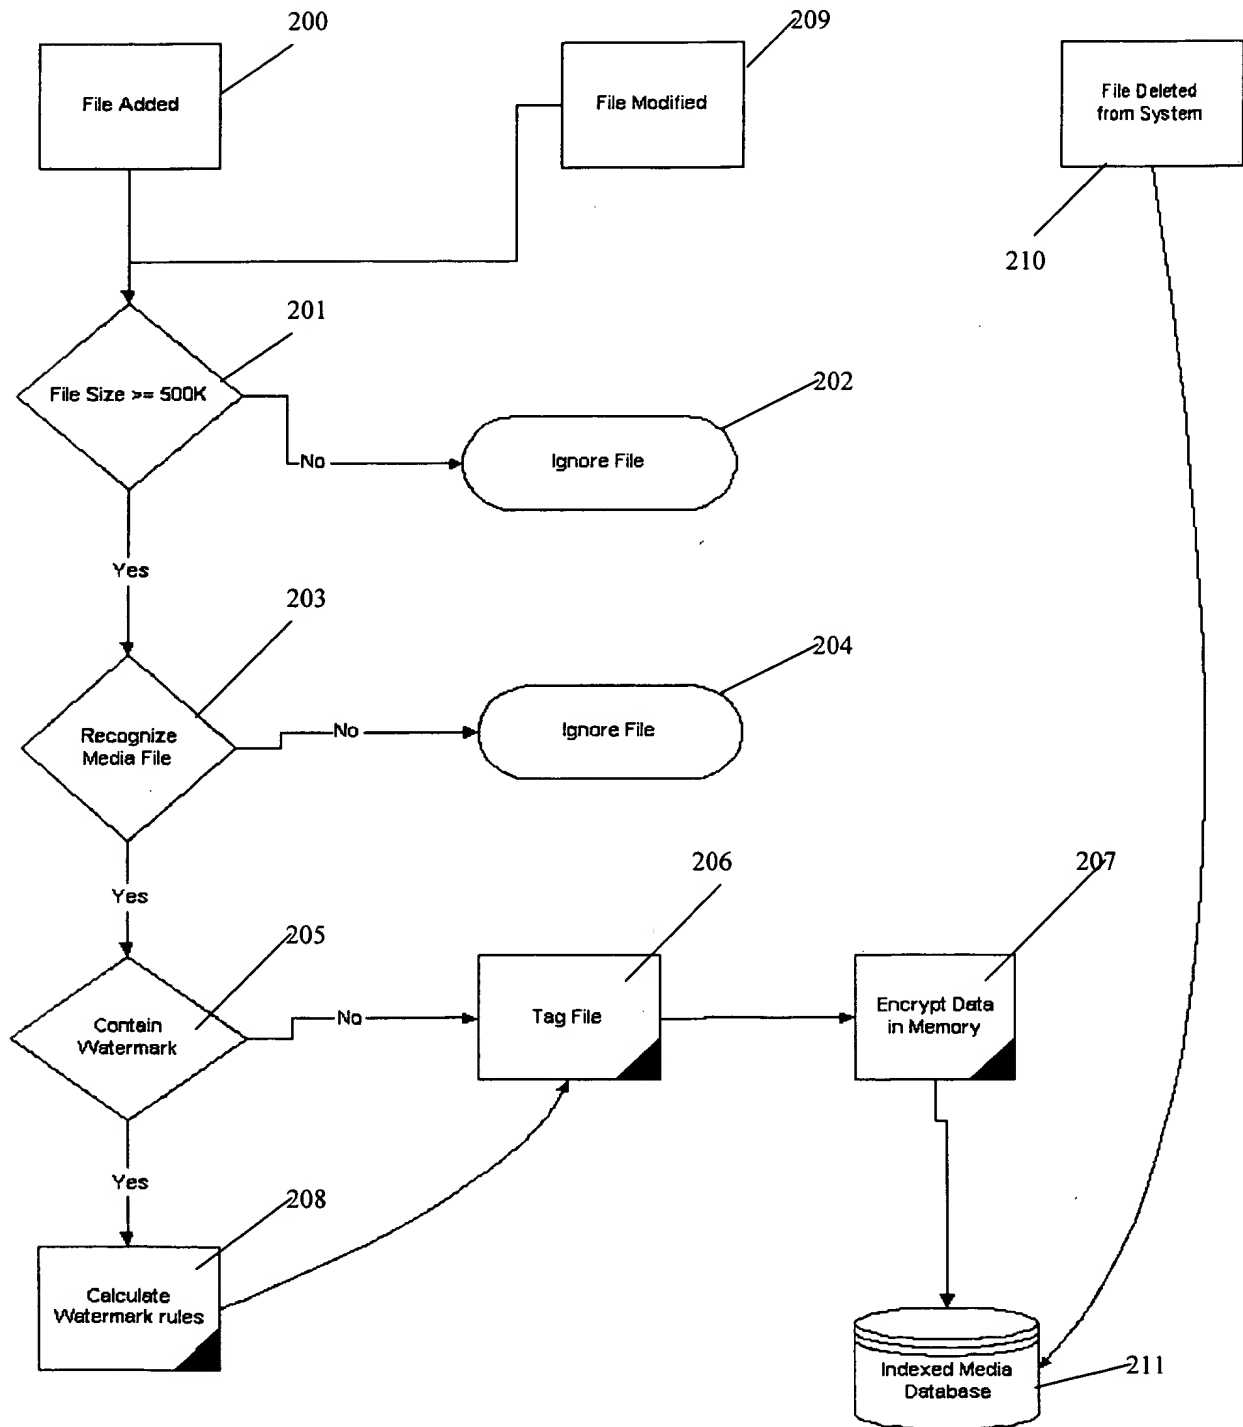 200
209
File Added
File Modified
File Deleted
from System
210
201
File Size >= 500K
202
No
Ignore File
Yes
203
204
Recognize
Media File
No
Ignore File
Yes
206
207
205
Contain
Watermark
No
Tag File
Encrypt Data
in Memory
Yes
208
Calculate
Watermark rules
Indexed Media
Database
211